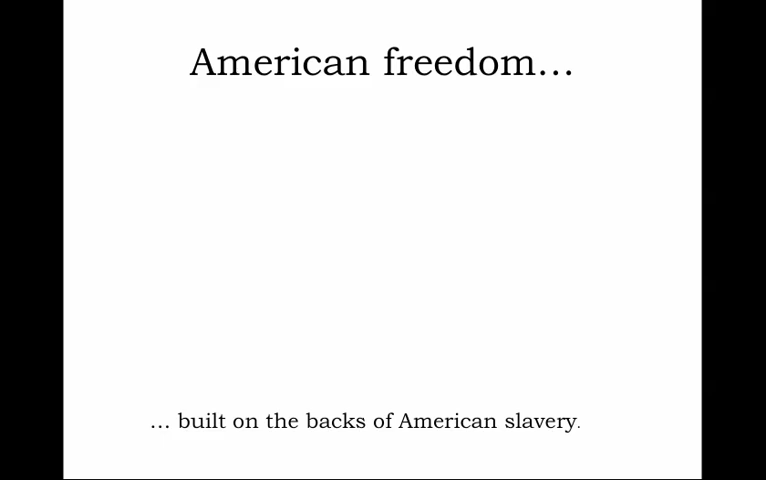 American freedom…
… built on the backs of American slavery.